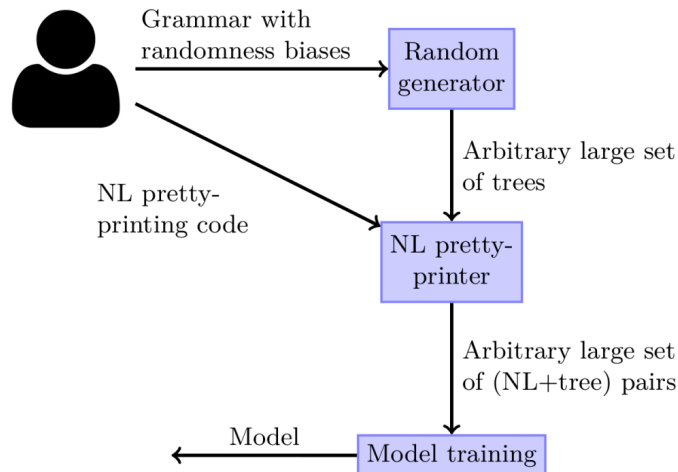 Grammar with
randomness biases
Random
generator
Arbitrary large set
of trees
NL pretty-
printing code
NL pretty-
printer
Arbitrary large set
of (NL+tree) pairs
Model
Model training